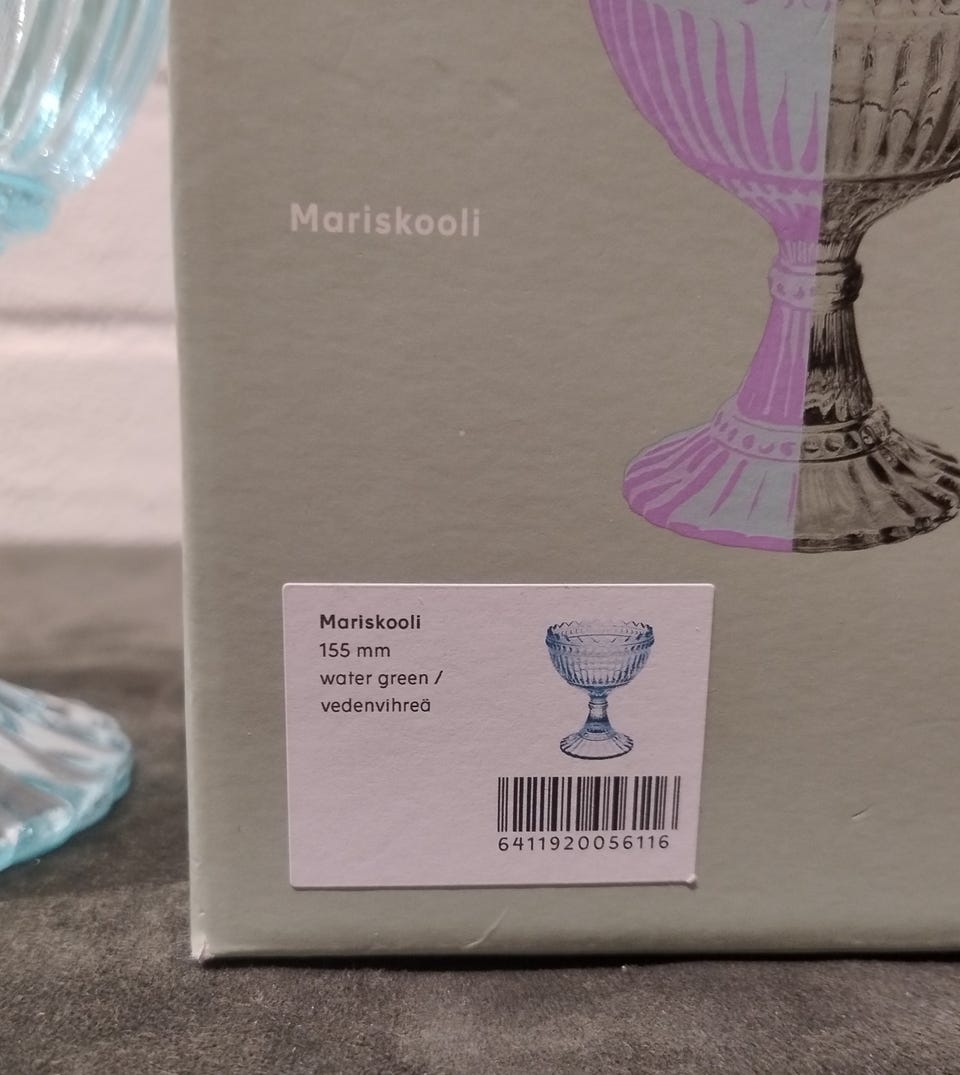 Mariskooli
Mariskooli
155 mm
water green /
vedenvihreä
6411920056116